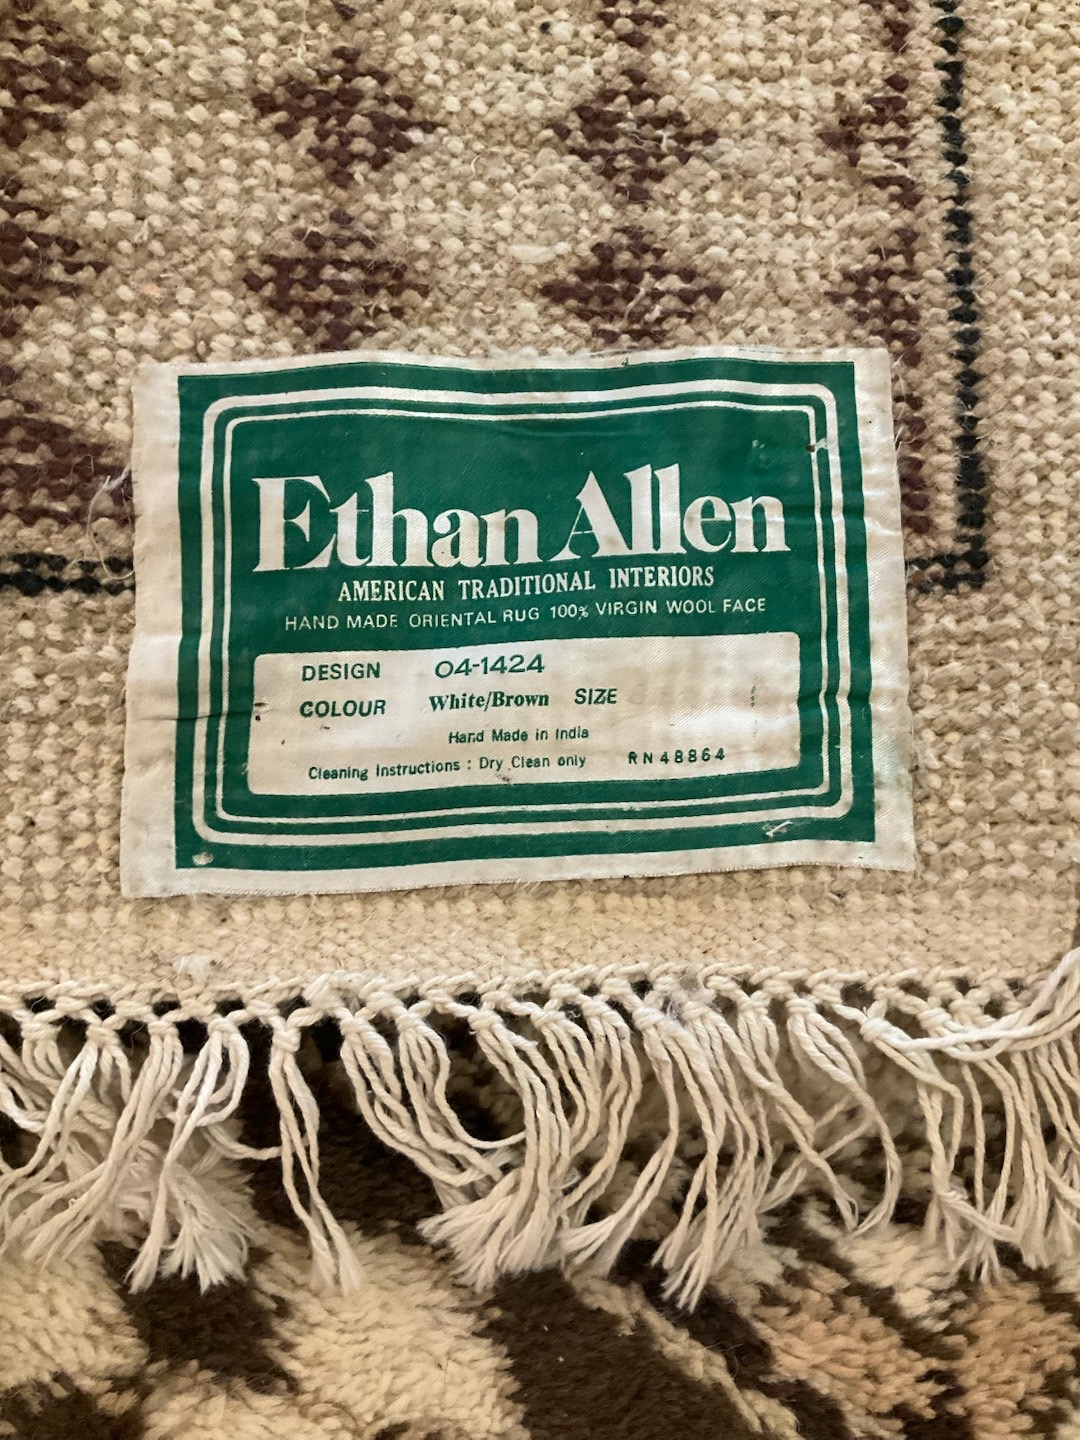 Ethan Allen
AMERICAN TRADITIONAL INTERIORS
HAND MADE ORIENTAL RUG 100% VIRGIN WOOL FACE
DESIGN 04-1424
COLOUR White/Brown SIZE
Hand Made in India
Cleaning Instructions : Dry Clean only RN48864